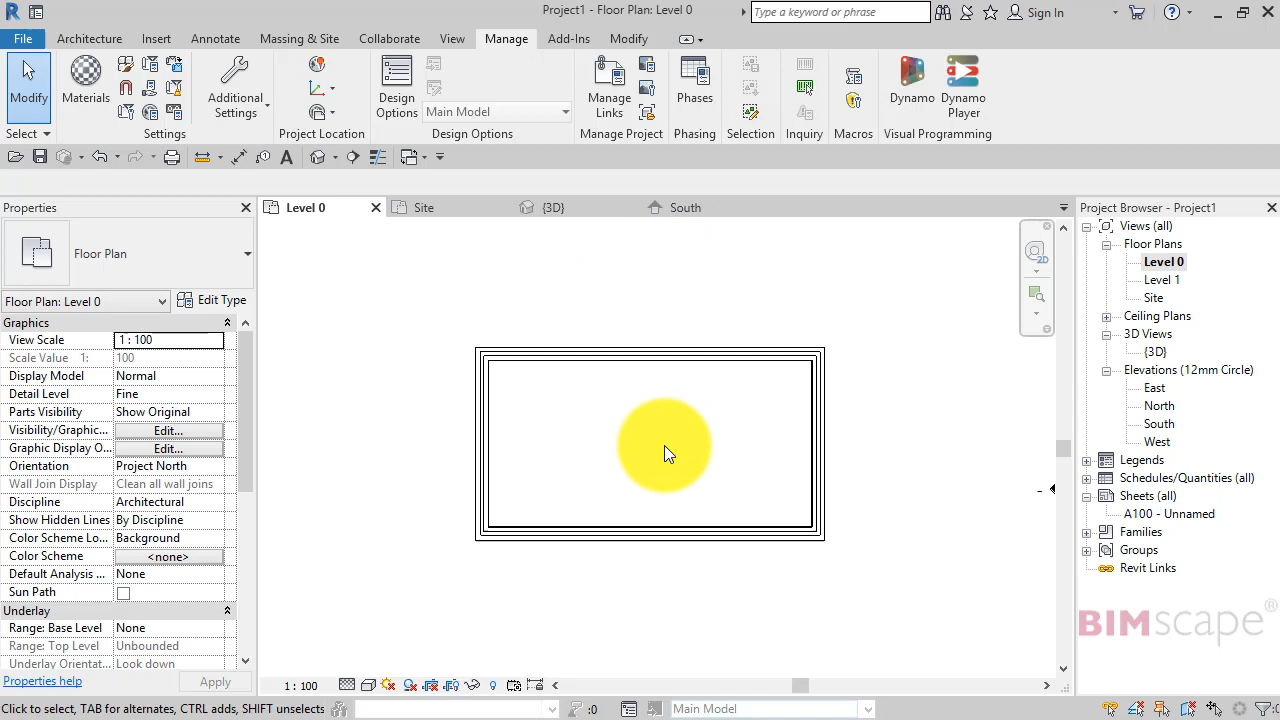 Project1 - Floor Plan: Level 0
Type a keyword or phrase
Sign In
File
Architecture
Insert
Annotate
Massing & Site
Collaborate
View
Manage
Add-Ins
Modify
Modify
Select
Materials
Additional
Settings
Settings
Project Location
Design
Options
Main Model
Design Options
Manage
Links
Manage Project
Phases
Phasing
Selection
Inquiry
Macros
Dynamo
Dynamo
Player
Visual Programming
Properties
Floor Plan
Floor Plan: Level 0
Edit Type
Graphics
View Scale
1 : 100
Scale Value 1:
100
Display Model
Normal
Detail Level
Fine
Parts Visibility
Show Original
Visibility/Graphic...
Edit...
Graphic Display O...
Edit...
Orientation
Project North
Wall Join Display
Clean all wall joins
Discipline
Architectural
Show Hidden Lines
By Discipline
Color Scheme Lo...
Background
Color Scheme
<none>
Default Analysis ...
None
Sun Path
Underlay
Range: Base Level
None
Range: Top Level
Unbounded
Underlay Orientat...
Look down
Properties help
Apply
Level 0
Site
{3D}
South
2D
1 : 100
Project Browser - Project1
Views (all)
Floor Plans
Level 0
Level 1
Site
Ceiling Plans
3D Views
{3D}
Elevations (12mm Circle)
East
North
South
West
Legends
Schedules/Quantities (all)
Sheets (all)
A100 - Unnamed
Families
Groups
Revit Links
BIMscape®
Click to select, TAB for alternates, CTRL adds, SHIFT unselects
:0
Main Model
:1